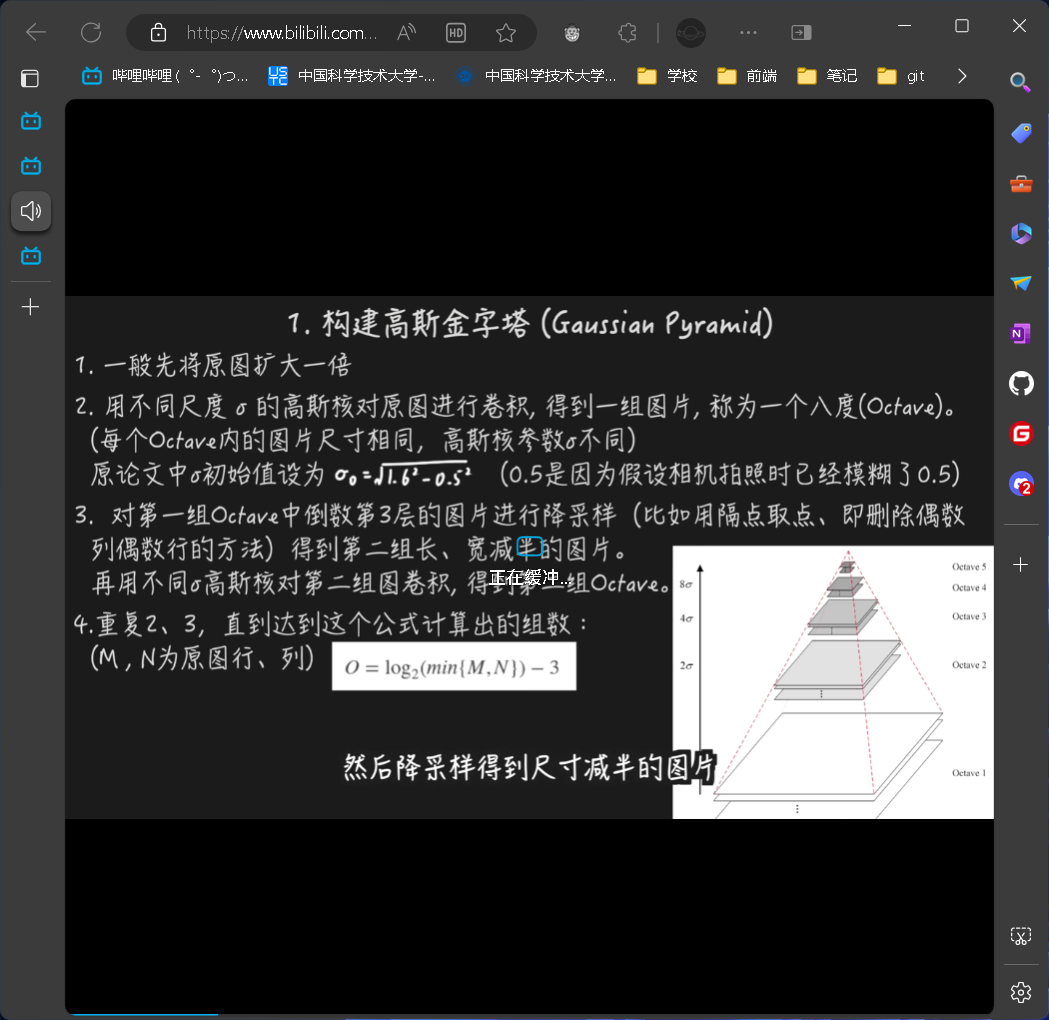 https://www.bilibili.com...
HD
哔哩哔哩 ( ゜- ゜)つ...
中国科学技术大学-...
中国科学技术大学...
学校
前端
笔记
git
1. 构建高斯金字塔 (Gaussian Pyramid)
1. 一般先将原图扩大一倍
2. 用不同尺度 σ 的高斯核对原图进行卷积, 得到一组图片, 称为一个八度(Octave)。
(每个Octave内的图片尺寸相同，高斯核参数σ不同)
原论文中σ初始值设为 σ₀=√1.6²-0.5² (0.5是因为假设相机拍照时已经模糊了0.5)
3. 对第一组Octave中倒数第3层的图片进行降采样（比如用隔点取点、即删除偶数
列偶数行的方法）得到第二组长、宽减半的图片。
正在缓冲...
再用不同σ高斯核对第二组图卷积, 得到第二组Octave。
4.重复2、3，直到达到这个公式计算出的组数：
(M , N为原图行、列)
O = log₂(min{M, N}) − 3
8σ
4σ
2σ
Octave 5
Octave 4
Octave 3
Octave 2
Octave 1
然后降采样得到尺寸减半的图片
N
G
2